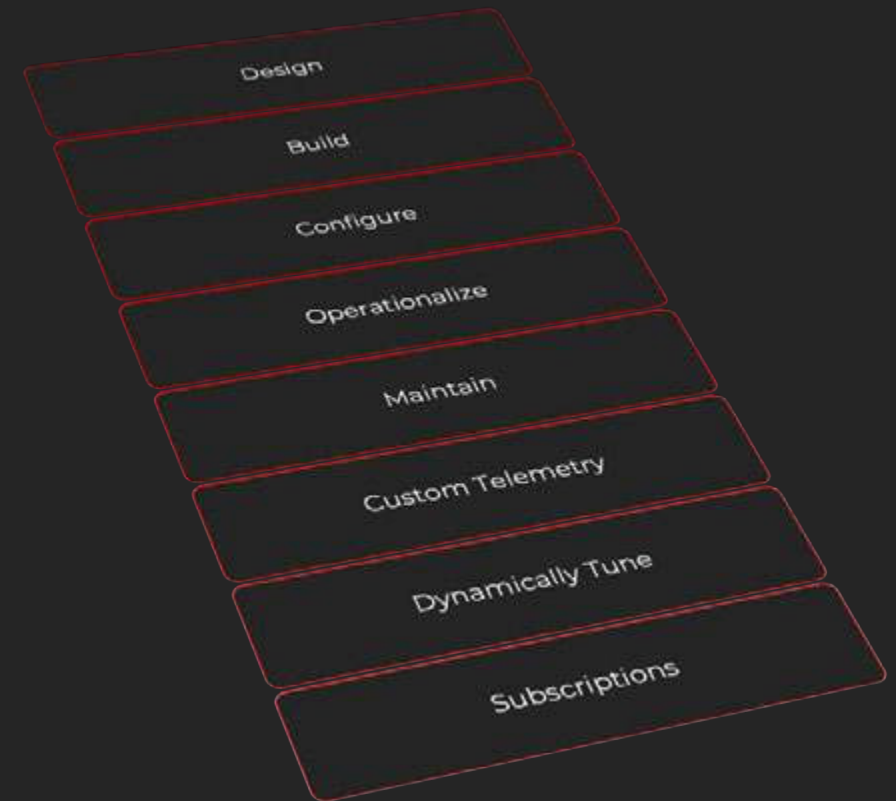 Design
Build
Configure
Operationalize
Maintain
Custom Telemetry
Dynamically Tune
Subscriptions